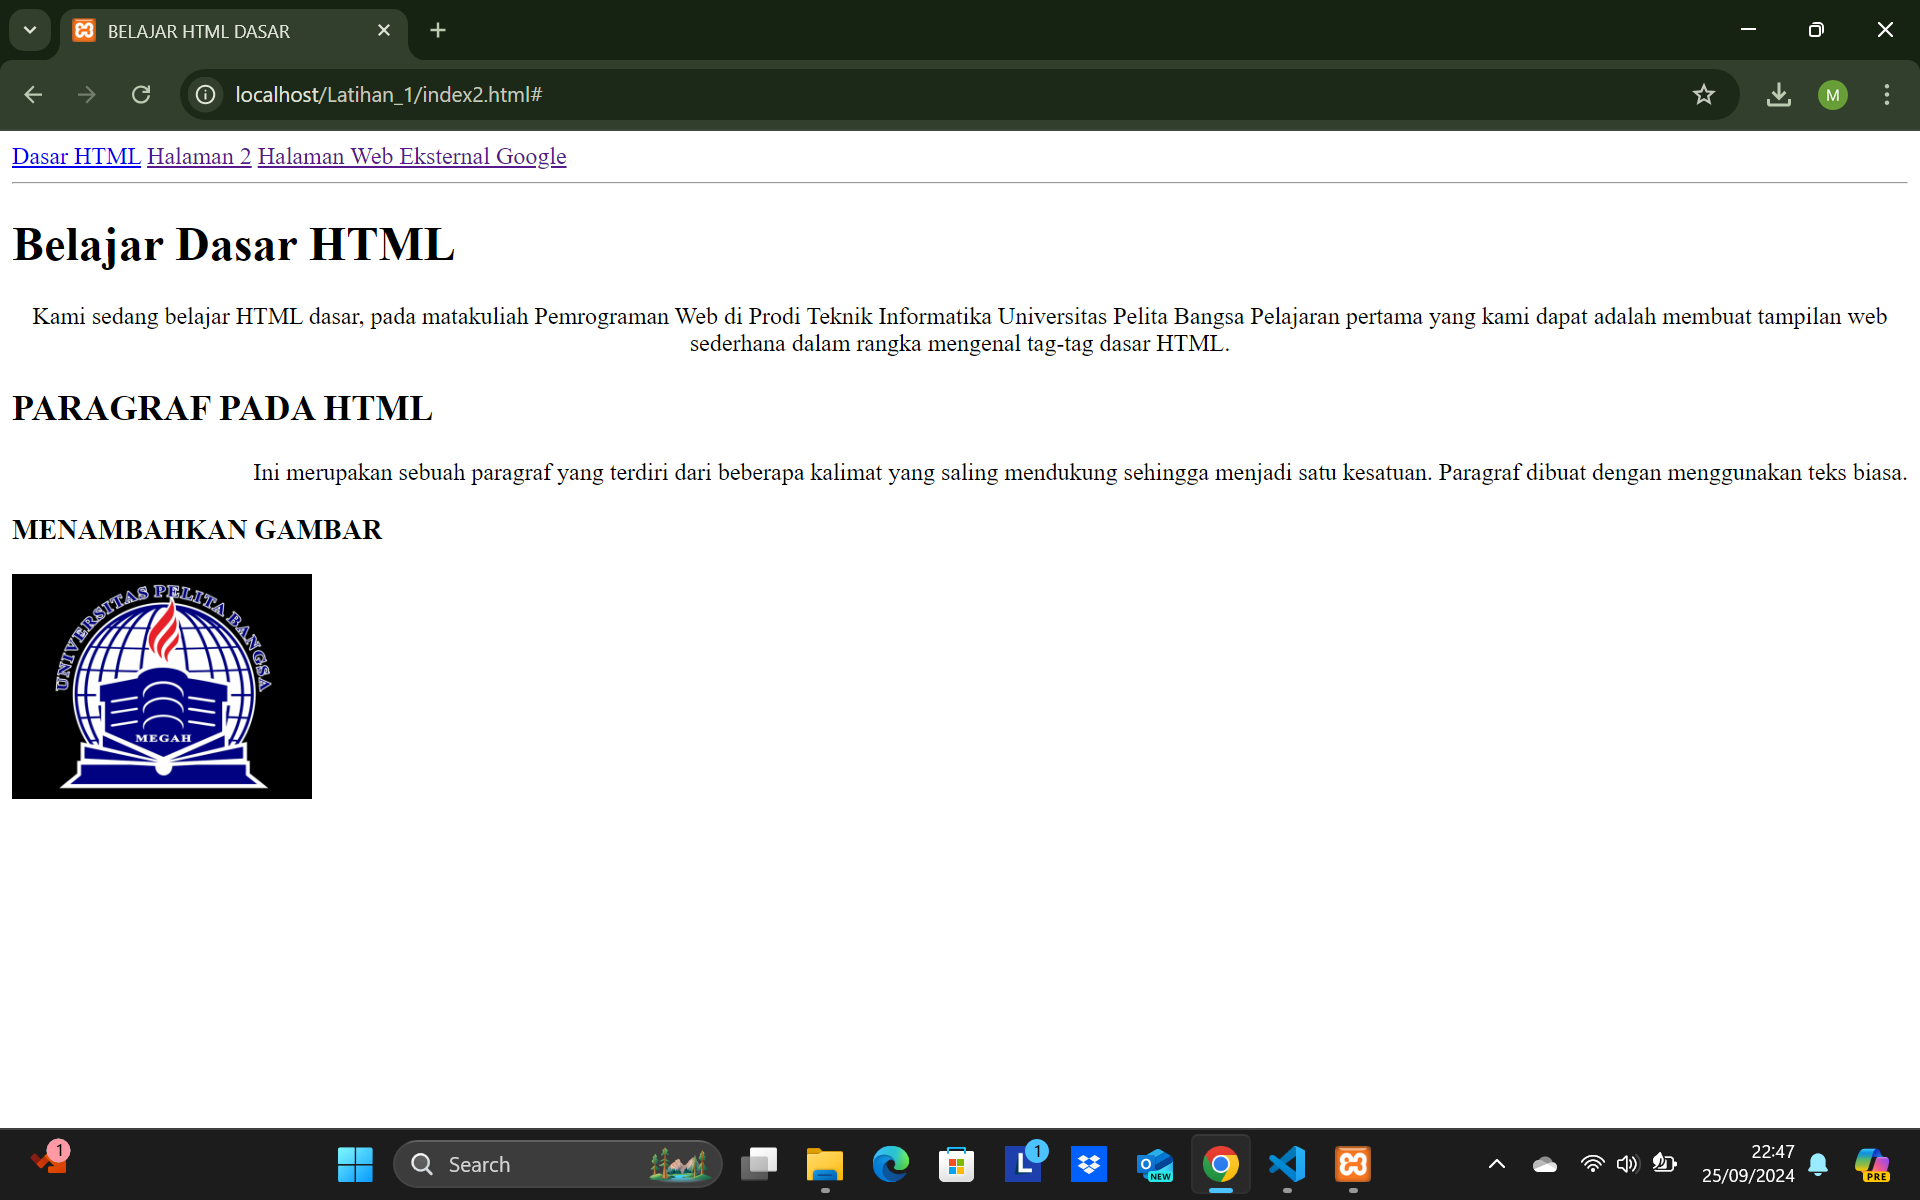 BELAJAR HTML DASAR
localhost/Latihan_1/index2.html#
M
Dasar HTML Halaman 2 Halaman Web Eksternal Google
Belajar Dasar HTML
Kami sedang belajar HTML dasar, pada matakuliah Pemrograman Web di Prodi Teknik Informatika Universitas Pelita Bangsa Pelajaran pertama yang kami dapat adalah membuat tampilan web
sederhana dalam rangka mengenal tag-tag dasar HTML.
PARAGRAF PADA HTML
Ini merupakan sebuah paragraf yang terdiri dari beberapa kalimat yang saling mendukung sehingga menjadi satu kesatuan. Paragraf dibuat dengan menggunakan teks biasa.
MENAMBAHKAN GAMBAR
UNIVERSITAS PELITA BANGSA
MEGAH
1
Search
L 1
O NEW
22:47
25/09/2024
PRE